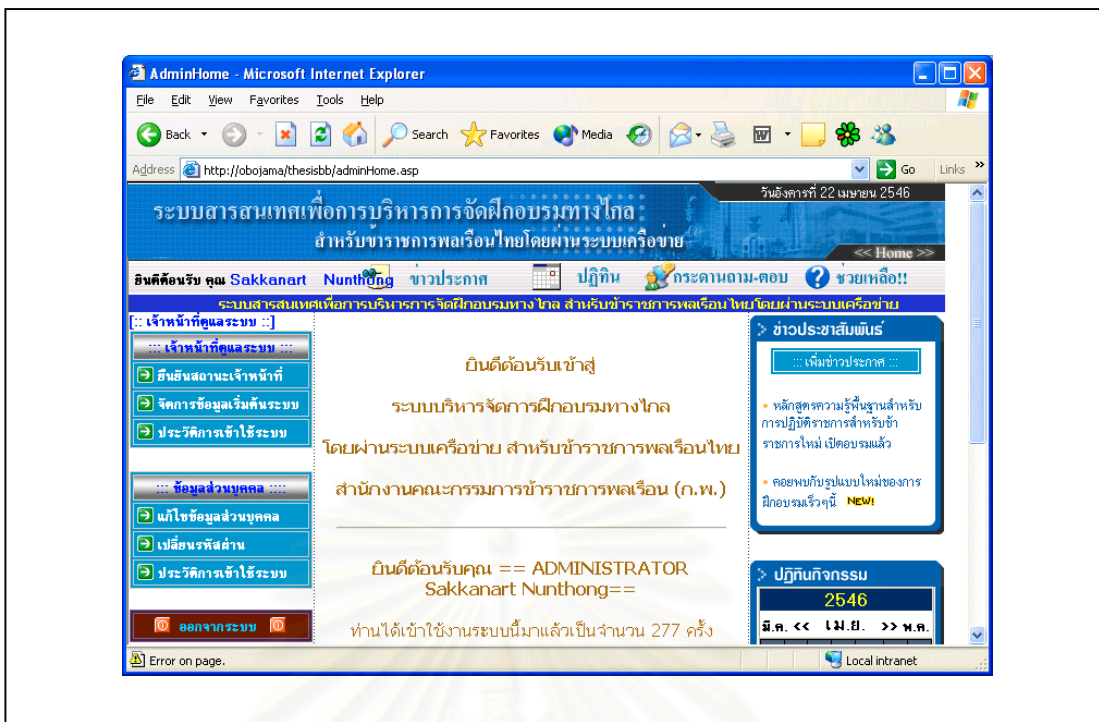 AdminHome - Microsoft Internet Explorer
File Edit View Favorites Tools Help
Back Search Favorites Media
Address http://obojama/thesisbb/adminHome.asp Go Links »
วันอังคารที่ 22 เมษายน 2546
ระบบสารสนเทศเพื่อการบริหารการจัดฝึกอบรมทางไกล
สำหรับข้าราชการพลเรือนไทยโดยผ่านระบบเครือข่าย
<< Home >>
ยินดีต้อนรับ คุณ Sakkanart Nunthong ข่าวประกาศ ปฏิทิน กระดานถาม-ตอบ ช่วยเหลือ!!
ระบบสารสนเทศเพื่อการบริหารการจัดฝึกอบรมทางไกล สำหรับข้าราชการพลเรือนไทยโดยผ่านระบบเครือข่าย
[:: เจ้าหน้าที่ดูแลระบบ ::]
::: เจ้าหน้าที่ดูแลระบบ :::
ยืนยันสถานะเจ้าหน้าที่
จัดการข้อมูลเริ่มต้นระบบ
ประวัติการเข้าใช้ระบบ
::: ข้อมูลส่วนบุคคล ::::
แก้ไขข้อมูลส่วนบุคคล
เปลี่ยนรหัสผ่าน
ประวัติการเข้าใช้ระบบ
ออกจากระบบ
ยินดีต้อนรับเข้าสู่
ระบบบริหารจัดการฝึกอบรมทางไกล
โดยผ่านระบบเครือข่าย สำหรับข้าราชการพลเรือนไทย
สำนักงานคณะกรรมการข้าราชการพลเรือน (ก.พ.)
ยินดีต้อนรับคุณ == ADMINISTRATOR
Sakkanart Nunthong==
ท่านได้เข้าใช้งานระบบนี้มาแล้วเป็นจำนวน 277 ครั้ง
ข่าวประชาสัมพันธ์
::: เพิ่มข่าวประกาศ :::
หลักสูตรความรู้พื้นฐานสำหรับ
การปฏิบัติราชการสำหรับข้า
ราชการใหม่ เปิดอบรมแล้ว
คอยพบกับรูปแบบใหม่ของการ
ฝึกอบรมเร็วๆนี้ NEW!
ปฏิทินกิจกรรม
2546
มี.ค. << เม.ย. >> พ.ค.
Error on page. Local intranet